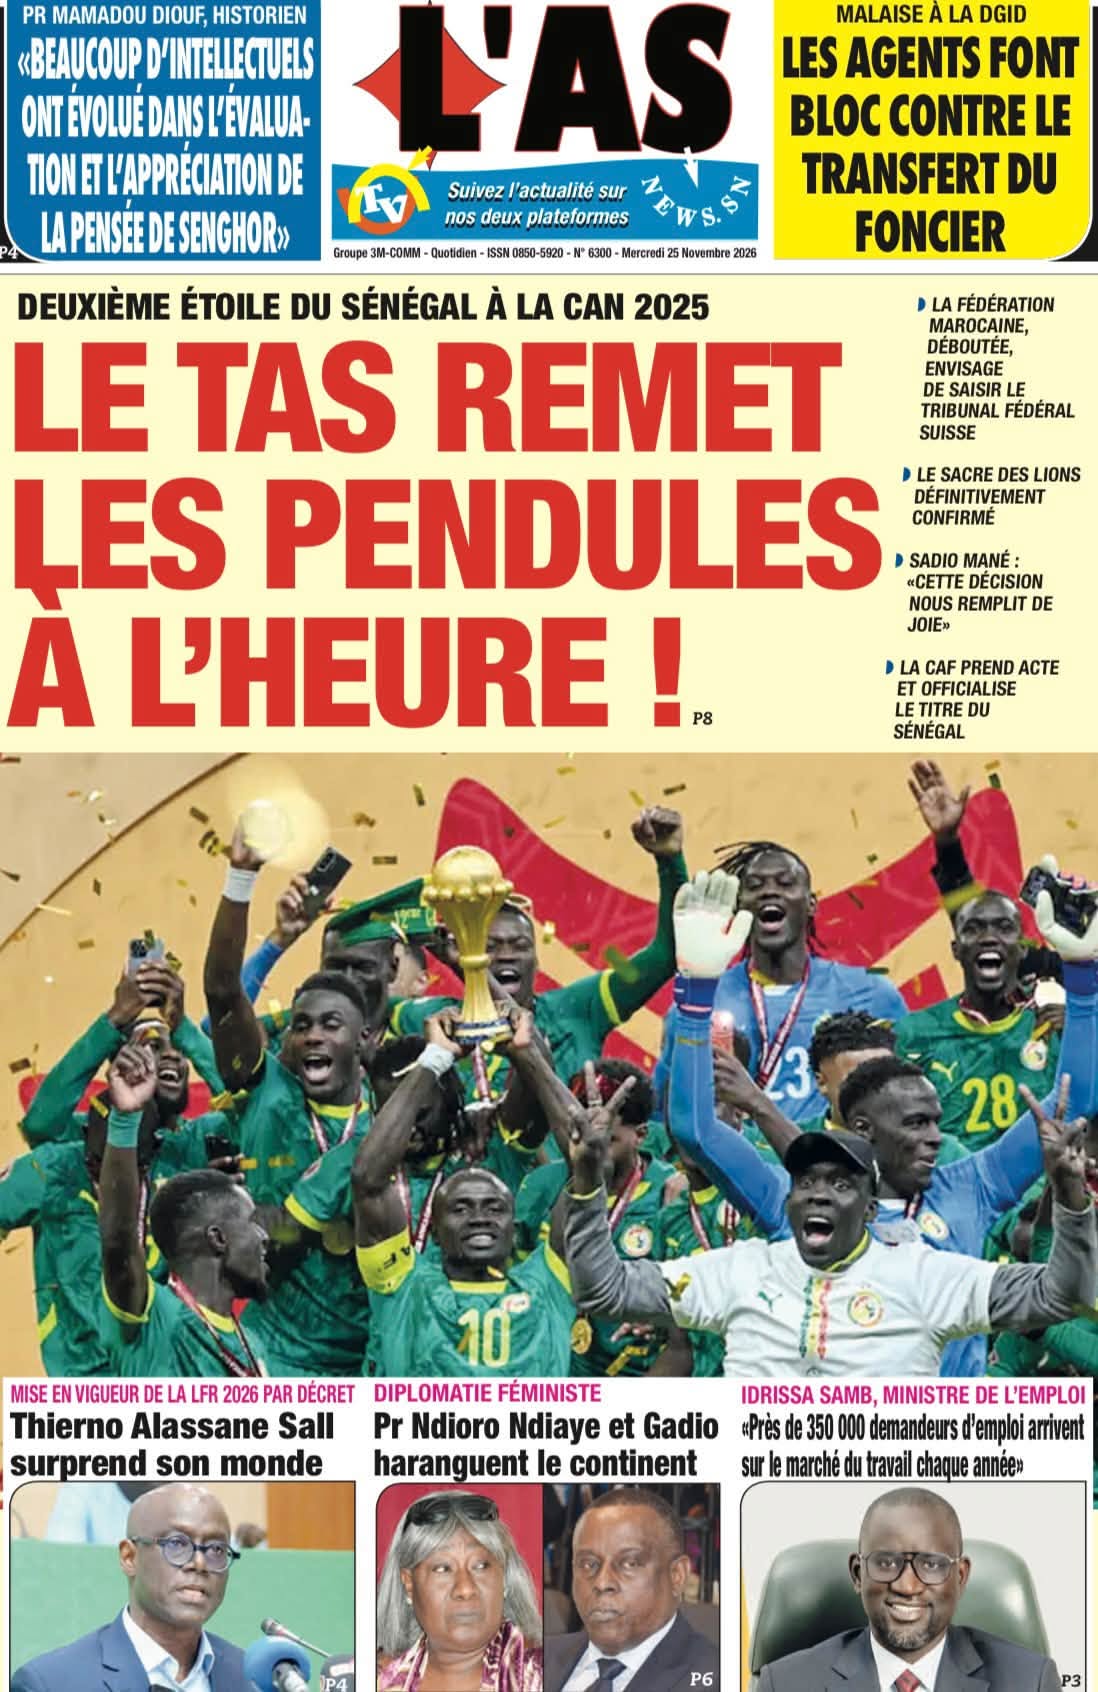 PR MAMADOU DIOUF, HISTORIEN
«BEAUCOUP D'INTELLECTUELS
ONT ÉVOLUÉ DANS L'ÉVALUA-
TION ET L'APPRÉCIATION DE
LA PENSÉE DE SENGHOR»
P4
L'AS
TV
Suivez l'actualité sur
nos deux plateformes
NEWS.SN
Groupe 3M-COMM - Quotidien - ISSN 0850-5920 - N° 6300 - Mercredi 25 Novembre 2026
MALAISE À LA DGID
LES AGENTS FONT
BLOC CONTRE LE
TRANSFERT DU
FONCIER
DEUXIÈME ÉTOILE DU SÉNÉGAL À LA CAN 2025
LE TAS REMET
LES PENDULES
À L'HEURE !
P8
LA FÉDÉRATION
MAROCAINE,
DÉBOUTÉE,
ENVISAGE
DE SAISIR LE
TRIBUNAL FÉDÉRAL
SUISSE
LE SACRE DES LIONS
DÉFINITIVEMENT
CONFIRMÉ
SADIO MANÉ :
«CETTE DÉCISION
NOUS REMPLIT DE
JOIE»
LA CAF PREND ACTE
ET OFFICIALISE
LE TITRE DU
SÉNÉGAL
23
28
10
MISE EN VIGUEUR DE LA LFR 2026 PAR DÉCRET
Thierno Alassane Sall
surprend son monde
P4
DIPLOMATIE FÉMINISTE
Pr Ndioro Ndiaye et Gadio
haranguent le continent
P6
IDRISSA SAMB, MINISTRE DE L'EMPLOI
«Près de 350 000 demandeurs d'emploi arrivent
sur le marché du travail chaque année»
P3